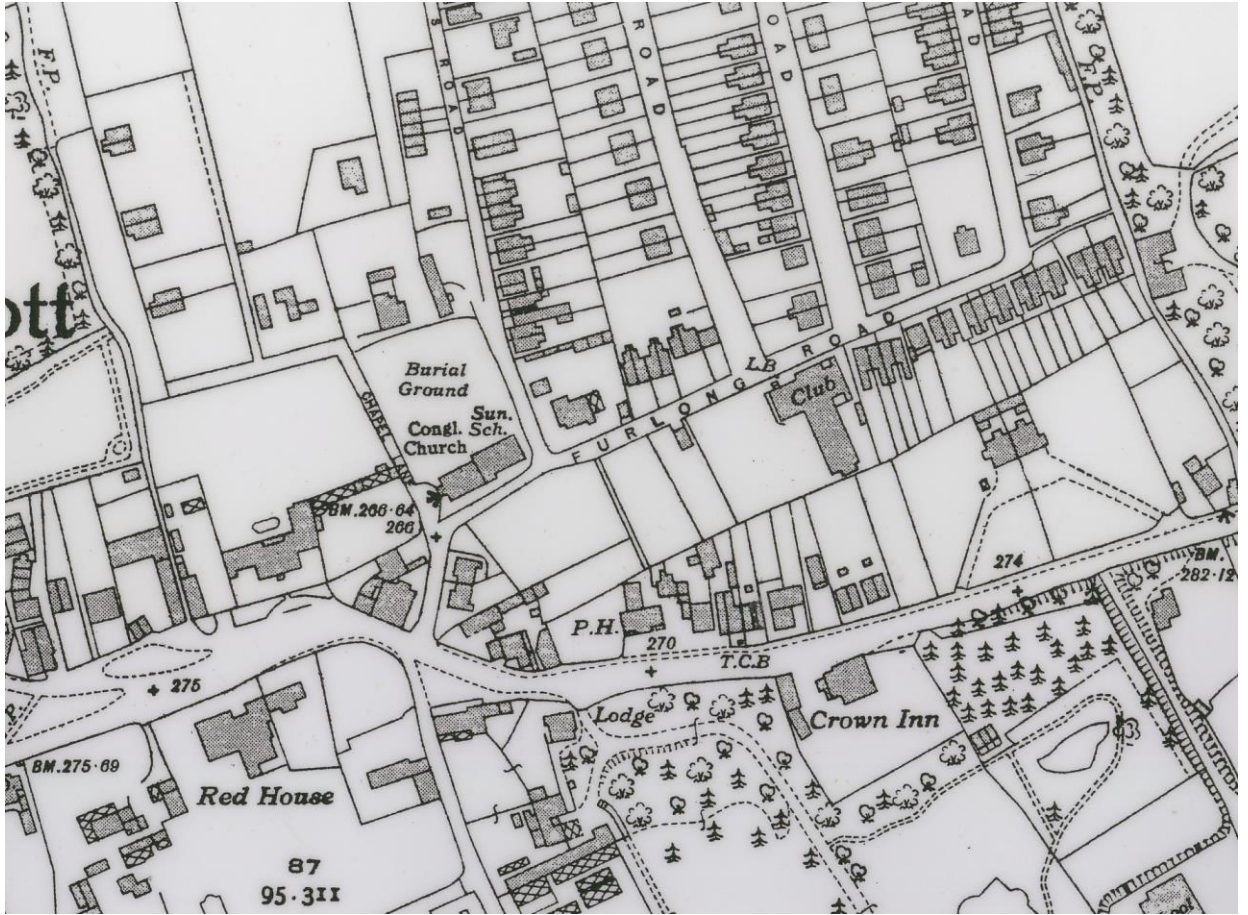 F.P.
S ROAD
ROAD
OAD
AD
F.P.
ott
Burial
Ground
CHAPEL
Congl.
Church
Sun.
Sch.
FURLONG ROAD
L.B
Club
BM.266·64
266
274
BM.
282·12
P.H.
270
T.C.B
275
Lodge
Crown Inn
BM.275·69
Red House
87
95·311